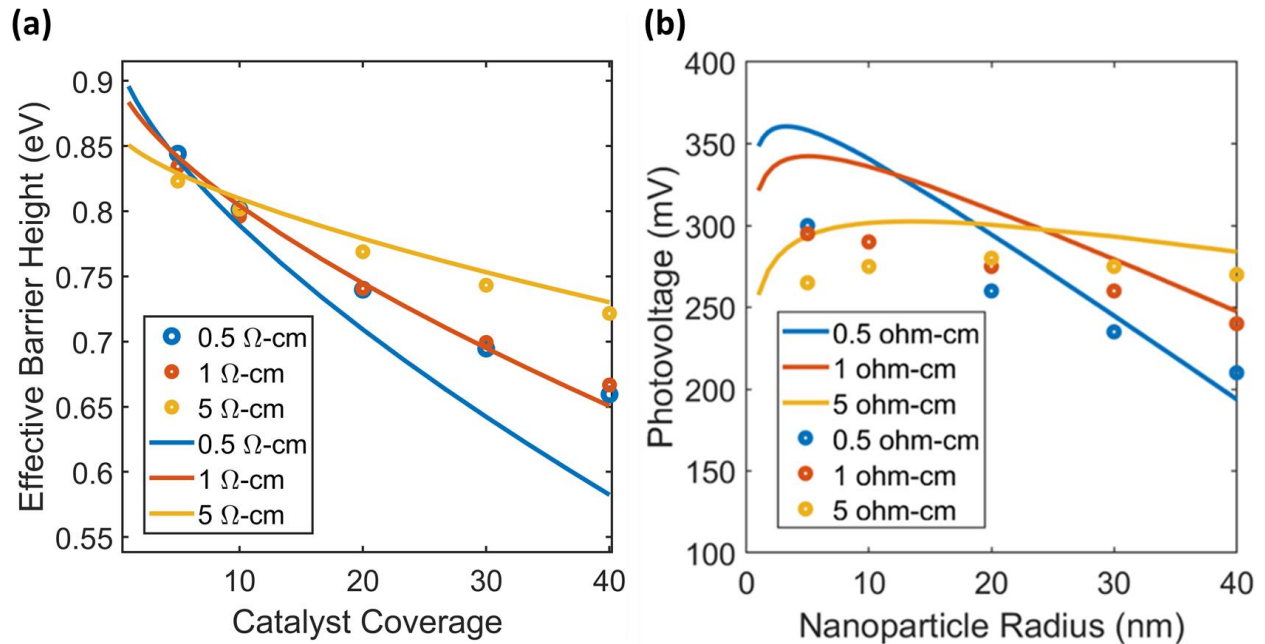 (a)
Effective Barrier Height (eV)
0.9
0.85
0.8
0.75
0.7
0.65
0.6
0.55
0.5 Ω-cm
1 Ω-cm
5 Ω-cm
0.5 Ω-cm
1 Ω-cm
5 Ω-cm
10 20 30 40
Catalyst Coverage
(b)
Photovoltage (mV)
400
350
300
250
200
150
100
0.5 ohm-cm
1 ohm-cm
5 ohm-cm
0.5 ohm-cm
1 ohm-cm
5 ohm-cm
0 10 20 30 40
Nanoparticle Radius (nm)